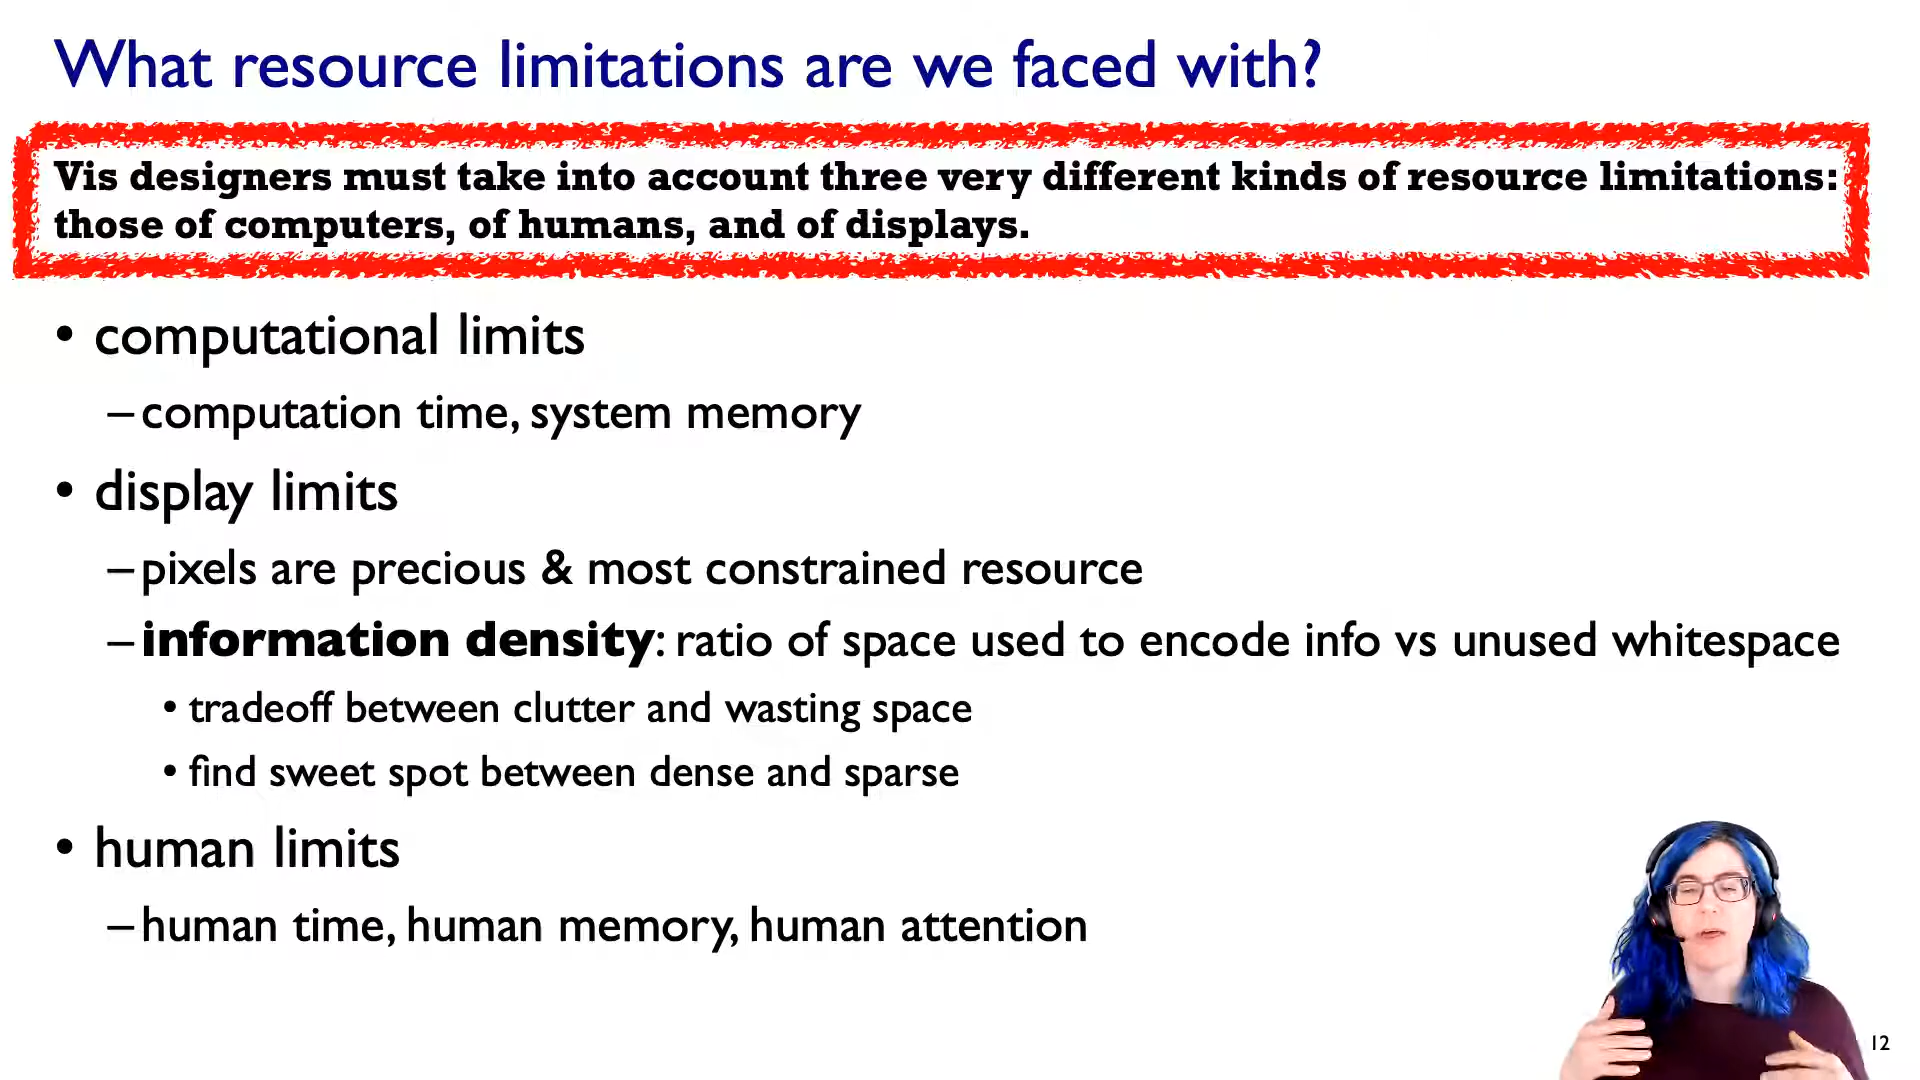 What resource limitations are we faced with?
Vis designers must take into account three very different kinds of resource limitations:
those of computers, of humans, and of displays.
• computational limits
– computation time, system memory
• display limits
– pixels are precious & most constrained resource
– information density: ratio of space used to encode info vs unused whitespace
• tradeoff between clutter and wasting space
• find sweet spot between dense and sparse
• human limits
– human time, human memory, human attention
12